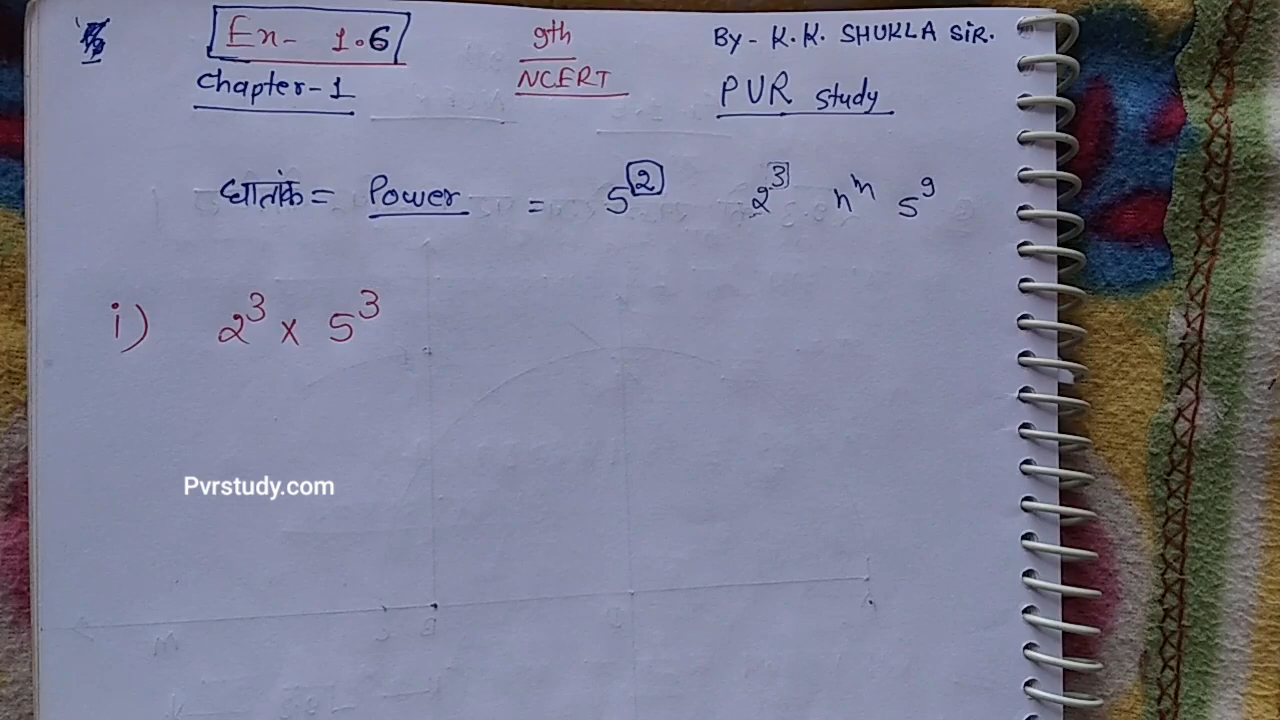 Ex- 1.6
Chapter-1
9th
NCERT
By- K.K. SHUKLA SIR.
PVR Study
घातांक = Power = 5² 2³ nᵐ 5⁹
i) 2³ x 5³
Pvrstudy.com